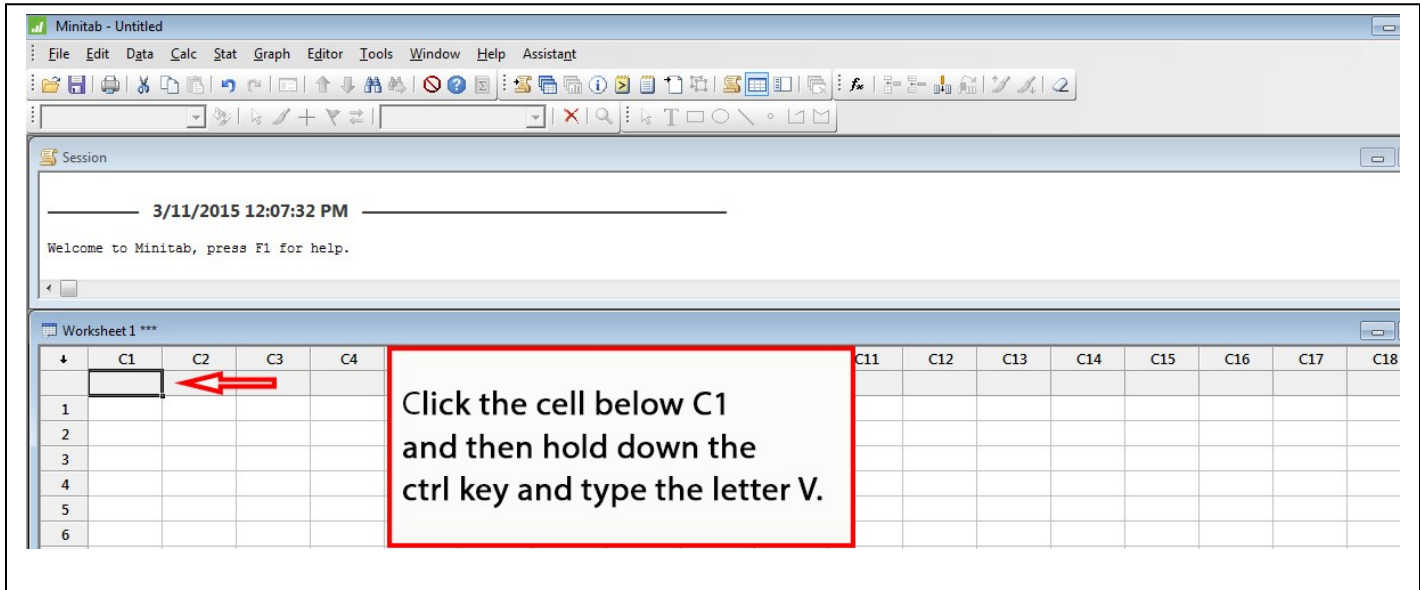 Minitab - Untitled
File Edit Data Calc Stat Graph Editor Tools Window Help Assistant
Session
3/11/2015 12:07:32 PM
Welcome to Minitab, press F1 for help.
Worksheet 1 ***
C1 C2 C3 C4 C11 C12 C13 C14 C15 C16 C17 C18
Click the cell below C1
and then hold down the
ctrl key and type the letter V.
1
2
3
4
5
6